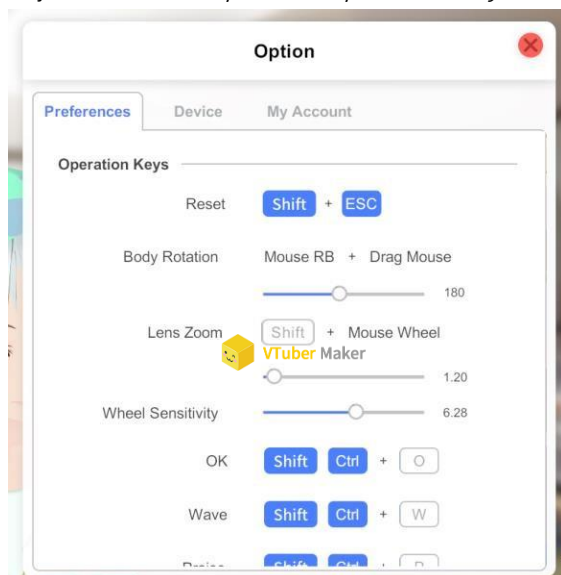 Option
Preferences Device My Account
Operation Keys
Reset Shift + ESC
Body Rotation Mouse RB + Drag Mouse
180
Lens Zoom Shift + Mouse Wheel
VTuber Maker
1.20
Wheel Sensitivity 6.28
OK Shift Ctrl + O
Wave Shift Ctrl + W